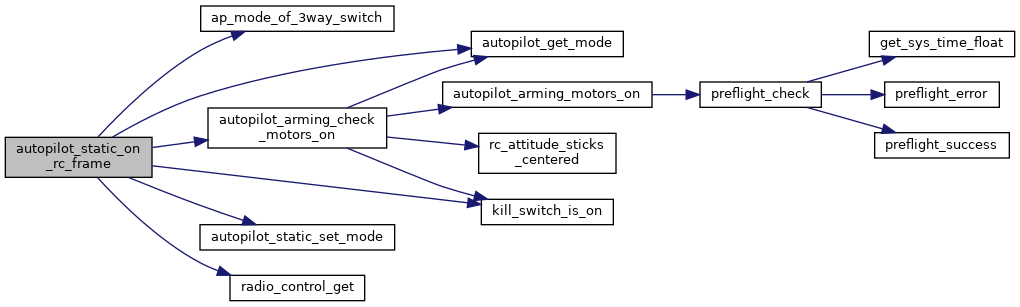 autopilot_static_on
_rc_frame
ap_mode_of_3way_switch
autopilot_get_mode
autopilot_arming_check
_motors_on
autopilot_arming_motors_on
rc_attitude_sticks
_centered
kill_switch_is_on
autopilot_static_set_mode
radio_control_get
preflight_check
get_sys_time_float
preflight_error
preflight_success